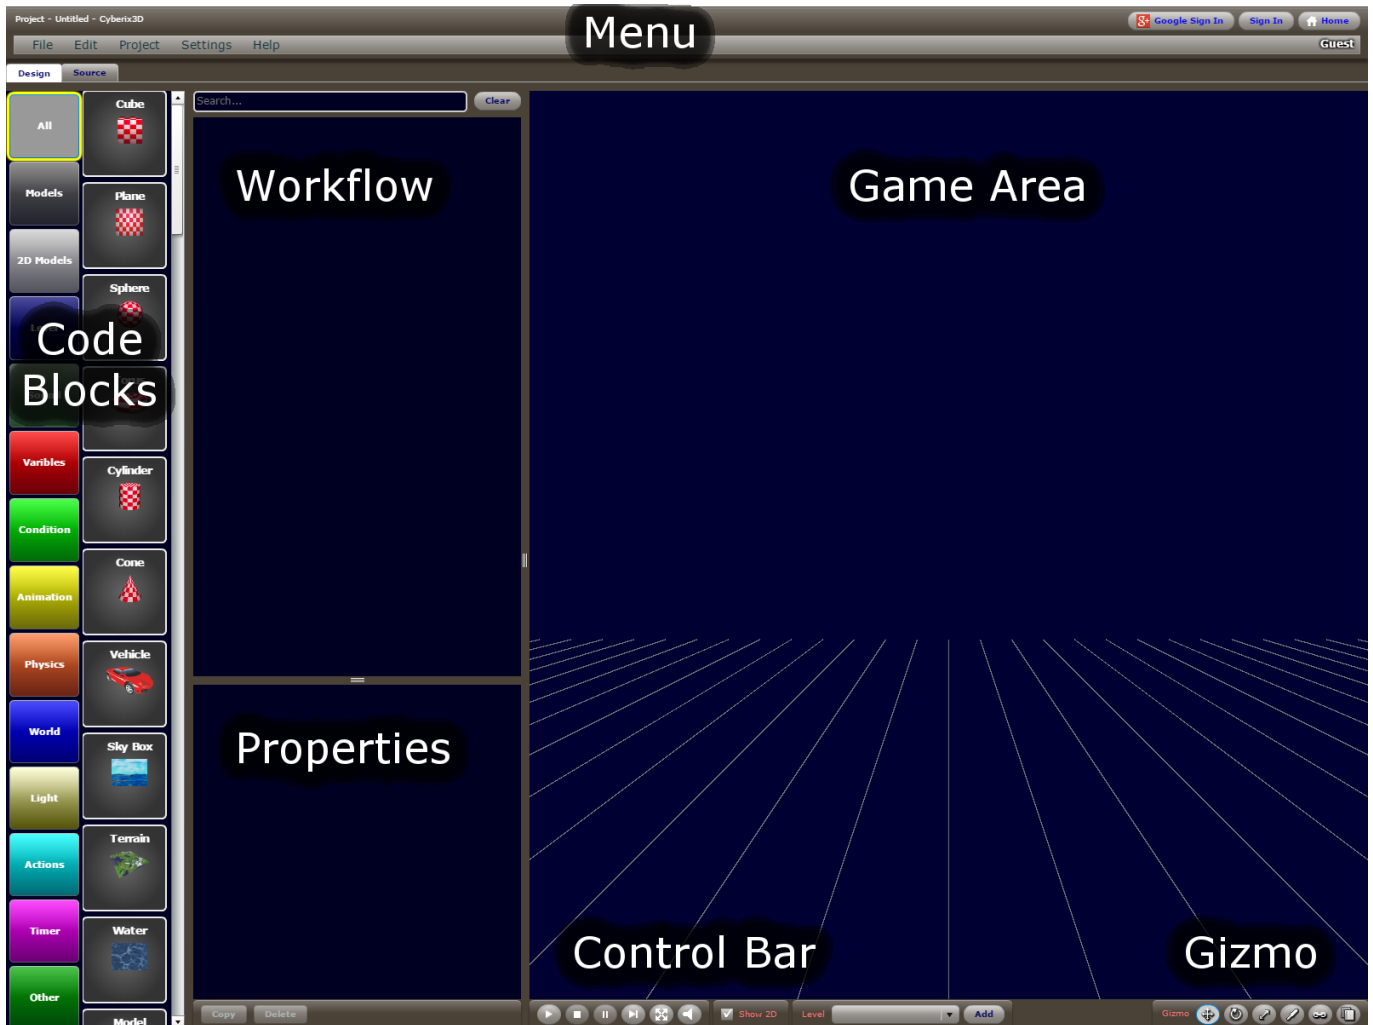 Project - Untitled - Cyberix3D
Menu
Google Sign In
Sign In
Home
File Edit Project Settings Help
Guest
Design Source
All
Models
2D Models
Code
Blocks
Varibles
Condition
Animation
Physics
World
Light
Actions
Timer
Other
Cube
Plane
Sphere
Cylinder
Cone
Vehicle
Sky Box
Terrain
Water
Model
Search...
Clear
Workflow
Properties
Copy Delete
Game Area
Control Bar
Gizmo
Show 2D
Level
Add
Gizmo